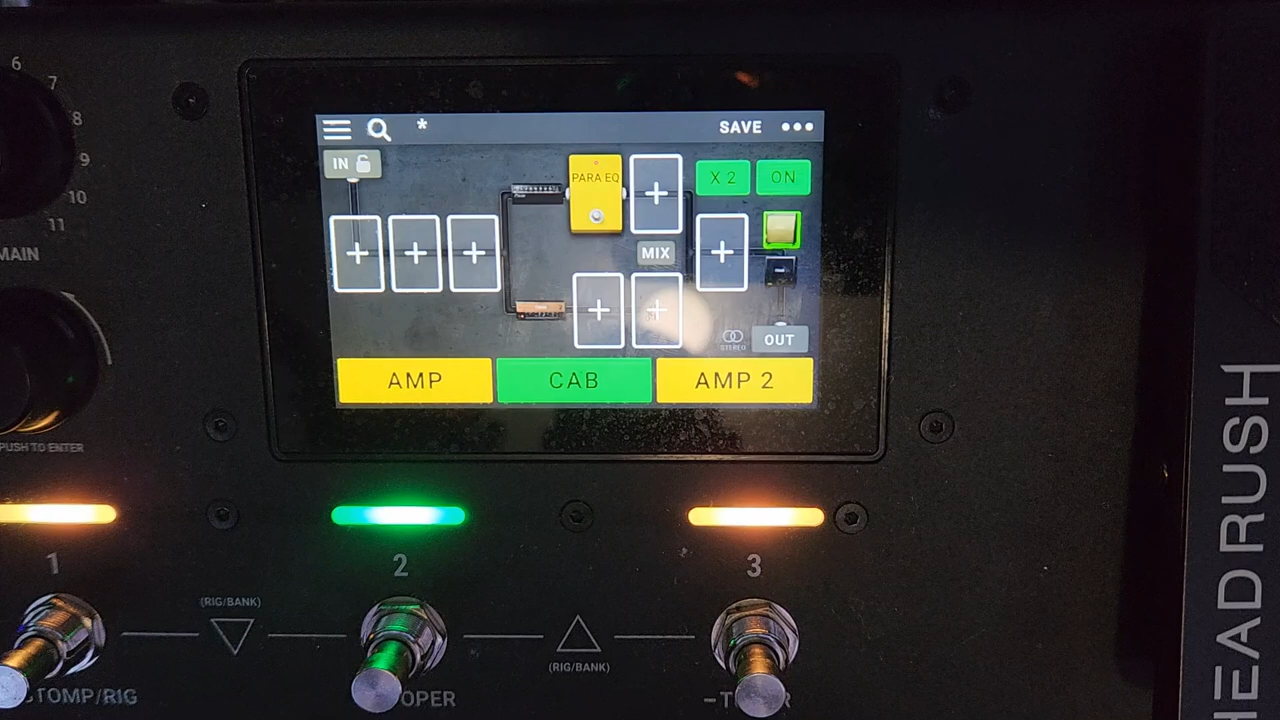 6
7
8
9
10
11
MAIN
PUSH TO ENTER
* SAVE •••
IN
PARA EQ
+
X 2
ON
+ + +
MIX
+
+ +
STEREO
OUT
AMP
CAB
AMP 2
1
2
3
(RIG/BANK)
(RIG/BANK)
STOMP/RIG
OPER
HEADRUSH